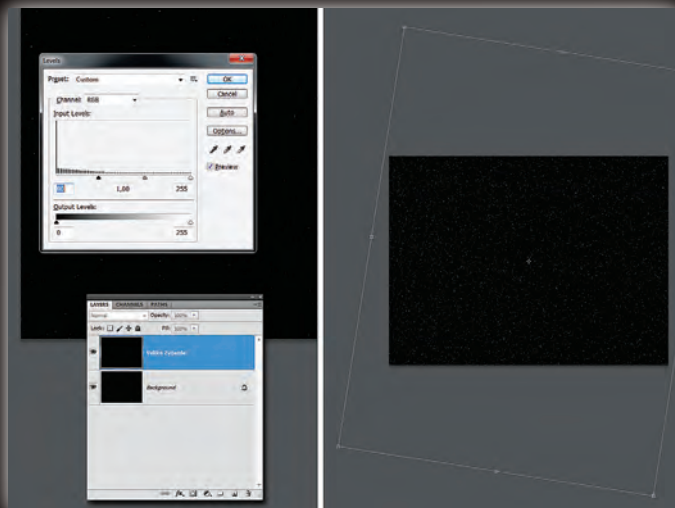 Levels
Preset: Custom
OK
Cancel
Channel: RGB
Auto
Input Levels:
Options...
Preview
1,00 255
Output Levels:
0 255
LAYERS CHANNELS PATHS
Normal Opacity: 100%
Lock: Fill: 100%
Background